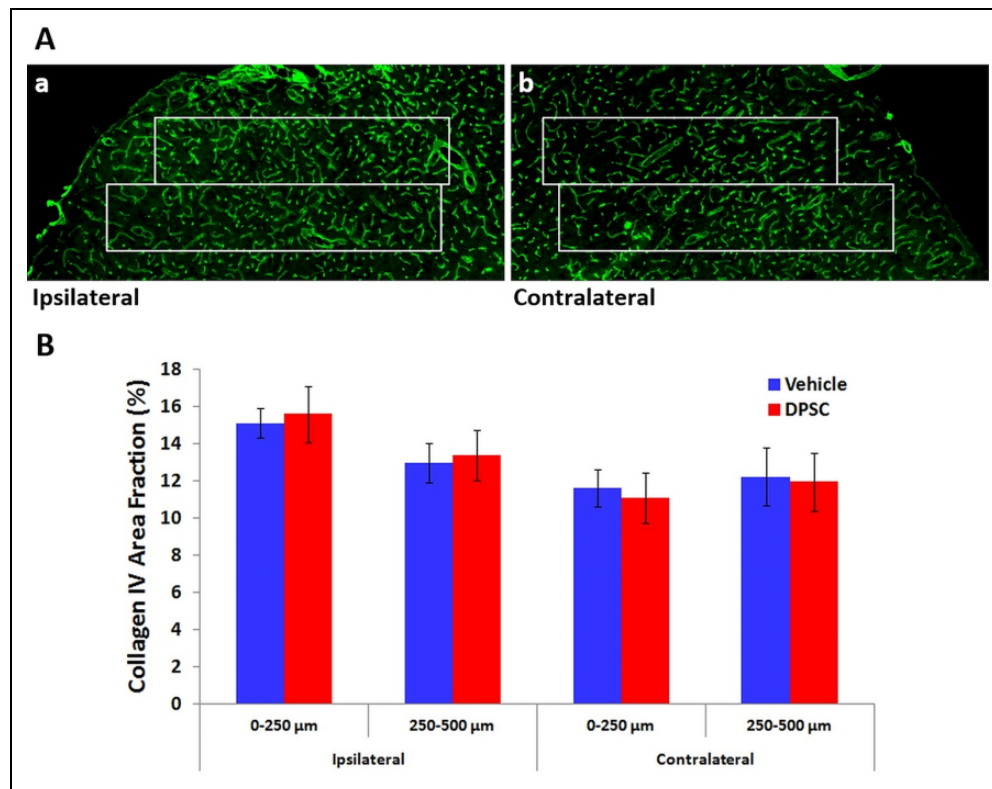 A
a
b
Ipsilateral
Contralateral
B
Collagen IV Area Fraction (%)
18
16
14
12
10
8
6
4
2
0
Vehicle
DPSC
0-250 µm
250-500 µm
0-250 µm
250-500 µm
Ipsilateral
Contralateral